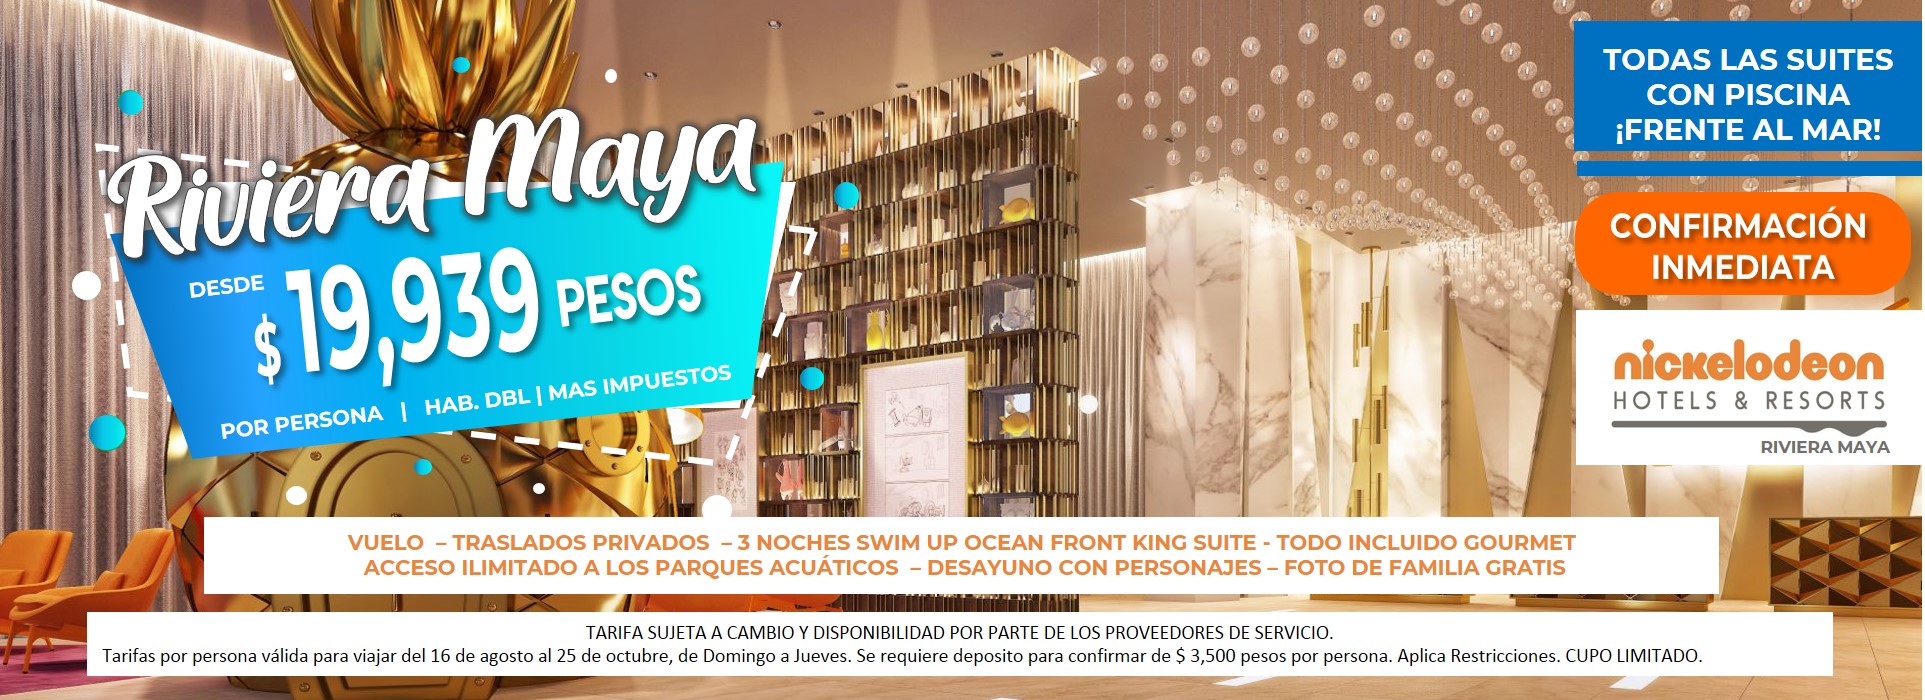 Riviera Maya
DESDE
$ 19,939 PESOS
POR PERSONA | HAB. DBL | MAS IMPUESTOS
TODAS LAS SUITES
CON PISCINA
¡FRENTE AL MAR!
CONFIRMACIÓN
INMEDIATA
nickelodeon
HOTELS & RESORTS
RIVIERA MAYA
VUELO – TRASLADOS PRIVADOS – 3 NOCHES SWIM UP OCEAN FRONT KING SUITE - TODO INCLUIDO GOURMET
ACCESO ILIMITADO A LOS PARQUES ACUÁTICOS – DESAYUNO CON PERSONAJES – FOTO DE FAMILIA GRATIS
TARIFA SUJETA A CAMBIO Y DISPONIBILIDAD POR PARTE DE LOS PROVEEDORES DE SERVICIO.
Tarifas por persona válida para viajar del 16 de agosto al 25 de octubre, de Domingo a Jueves. Se requiere deposito para confirmar de $ 3,500 pesos por persona. Aplica Restricciones. CUPO LIMITADO.